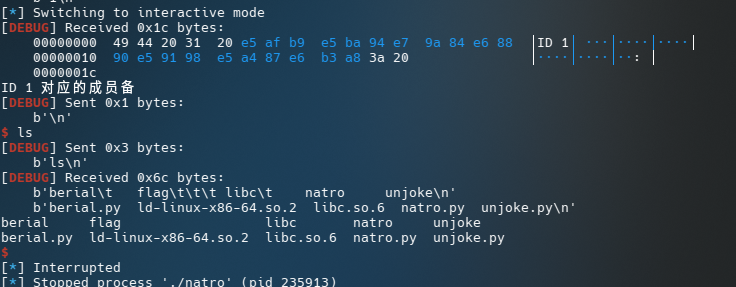 [*] Switching to interactive mode
[DEBUG] Received 0x1c bytes:
00000000 49 44 20 31 20 e5 af b9 e5 ba 94 e7 9a 84 e6 88 │ID 1│ ···│····│····│
00000010 90 e5 91 98 e5 a4 87 e6 b3 a8 3a 20 │····│····│··: │
0000001c
ID 1 对应的成员备
[DEBUG] Sent 0x1 bytes:
b'\n'
$ ls
[DEBUG] Sent 0x3 bytes:
b'ls\n'
[DEBUG] Received 0x6c bytes:
b'berial\t flag\t\t\t libc\t natro unjoke\n'
b'berial.py ld-linux-x86-64.so.2 libc.so.6 natro.py unjoke.py\n'
berial flag libc natro unjoke
berial.py ld-linux-x86-64.so.2 libc.so.6 natro.py unjoke.py
$
[*] Interrupted
[*] Stopped process './natro' (pid 235913)